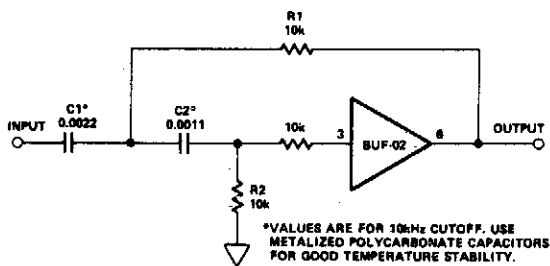 R1
10k
C1*
0.0022
C2*
0.0011
INPUT
10k
3
BUF-02
6
OUTPUT
R2
10k
*VALUES ARE FOR 10kHz CUTOFF. USE
METALIZED POLYCARBONATE CAPACITORS
FOR GOOD TEMPERATURE STABILITY.